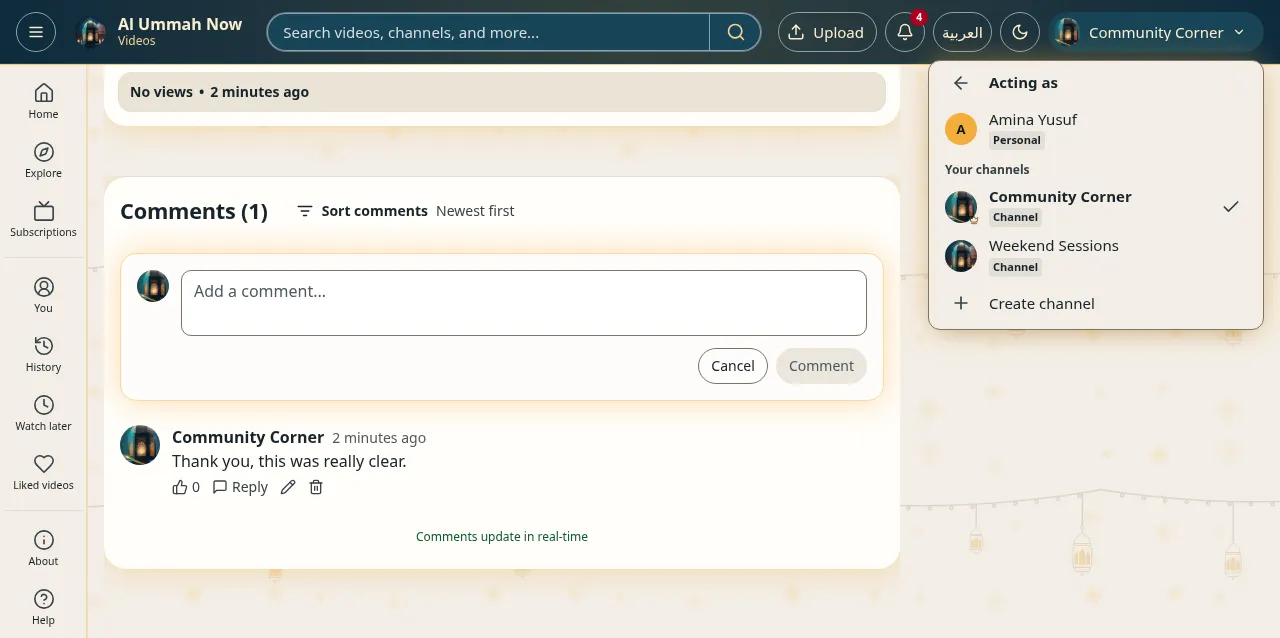 Al Ummah Now
Videos
Search videos, channels, and more...
Upload
4
العربية
Community Corner
Home
Explore
Subscriptions
You
History
Watch later
Liked videos
About
Help
No views • 2 minutes ago
Comments (1)
Sort comments Newest first
Add a comment...
Cancel
Comment
Community Corner 2 minutes ago
Thank you, this was really clear.
0 Reply
Comments update in real-time
Acting as
A
Amina Yusuf
Personal
Your channels
Community Corner
Channel
Weekend Sessions
Channel
Create channel